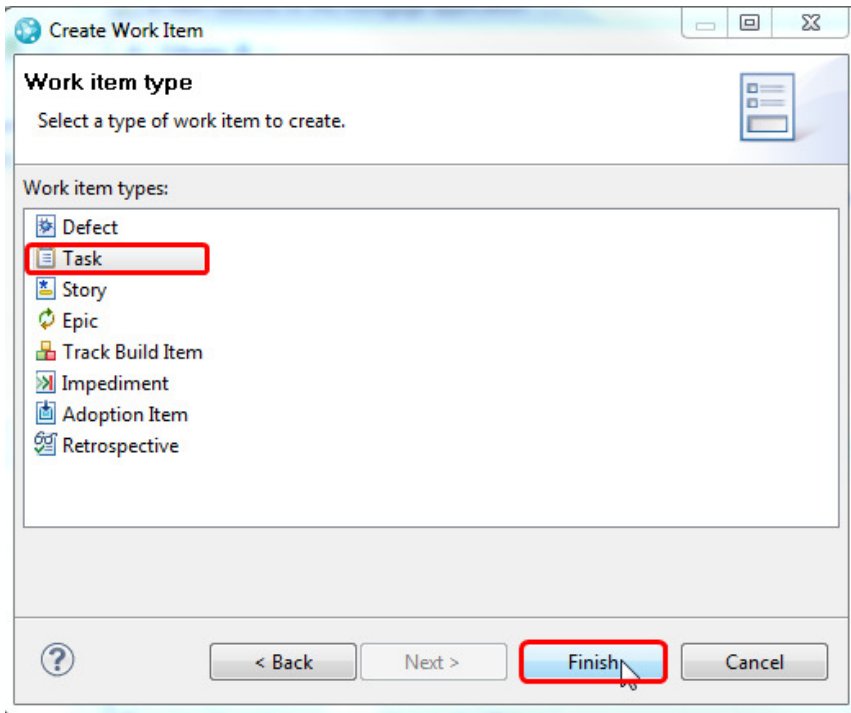 Create Work Item
Work item type
Select a type of work item to create.
Work item types:
Defect
Task
Story
Epic
Track Build Item
Impediment
Adoption Item
Retrospective
< Back Next > Finish Cancel